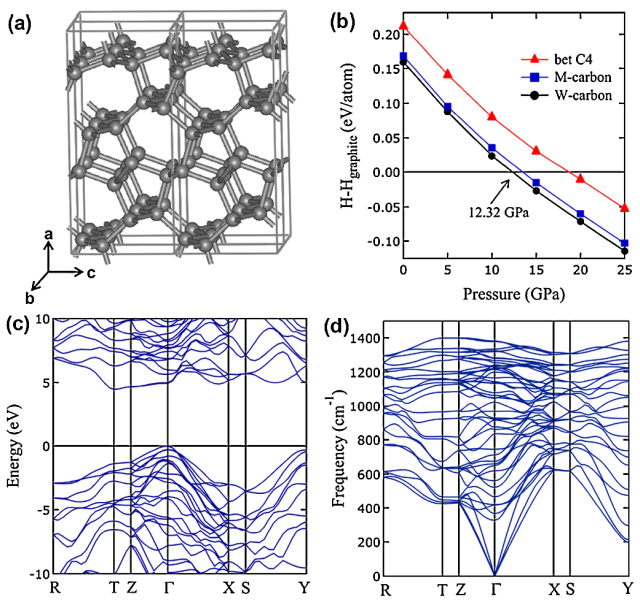 (a)
a
b
c
(b)
H-Hgraphite (eV/atom)
0.20
0.15
0.10
0.05
0.00
-0.05
-0.10
bet C4
M-carbon
W-carbon
12.32 GPa
0 5 10 15 20 25
Pressure (GPa)
(c)
Energy (eV)
10
5
0
-5
-10
R T Z Γ X S Y
(d)
Frequency (cm-1)
1400
1200
1000
800
600
400
200
0
R T Z Γ X S Y